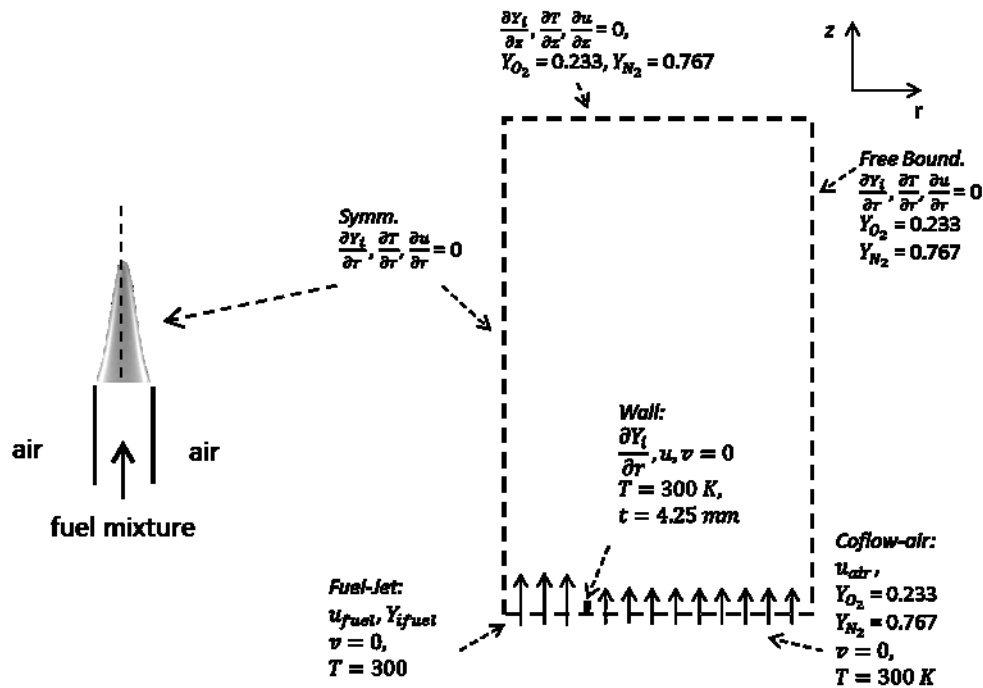 ∂Y_i/∂z, ∂T/∂z, ∂u/∂z = 0,
Y_O₂ = 0.233, Y_N₂ = 0.767
z
r
Free Bound.
∂Y_i/∂r, ∂T/∂r, ∂u/∂r = 0
Y_O₂ = 0.233
Y_N₂ = 0.767
Symm.
∂Y_i/∂r, ∂T/∂r, ∂u/∂r = 0
air
air
fuel mixture
Wall:
∂Y_i/∂r, u, v = 0
T = 300 K,
t = 4.25 mm
Fuel-Jet:
u_fuel, Y_ifuel
v = 0,
T = 300
Coflow-air:
u_air,
Y_O₂ = 0.233
Y_N₂ = 0.767
v = 0,
T = 300 K